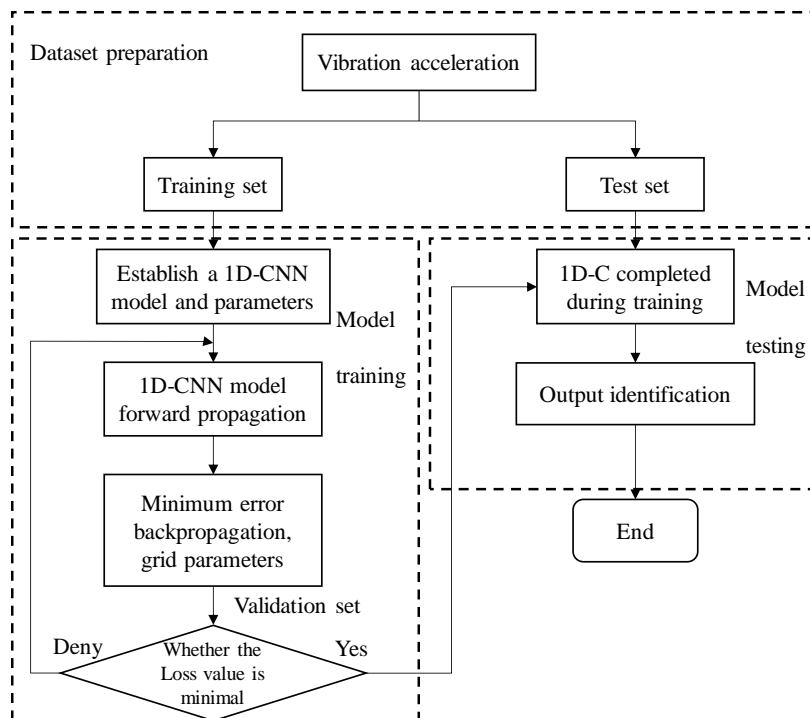 Dataset preparation
Vibration acceleration
Training set
Test set
Establish a 1D-CNN
model and parameters
Model
training
1D-CNN model
forward propagation
Minimum error
backpropagation,
grid parameters
Validation set
Deny
Whether the
Loss value is
minimal
Yes
1D-C completed
during training
Model
testing
Output identification
End